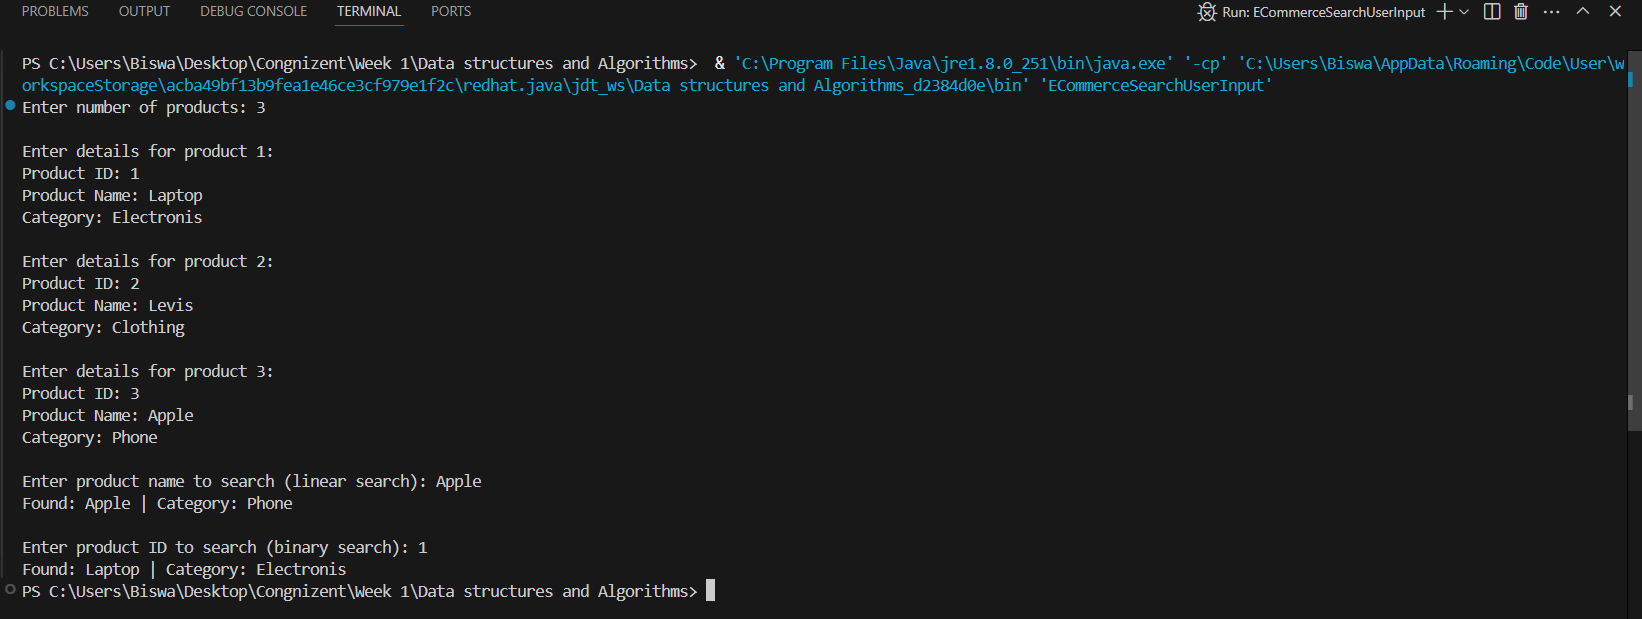 PROBLEMS OUTPUT DEBUG CONSOLE TERMINAL PORTS Run: ECommerceSearchUserInput
PS C:\Users\Biswa\Desktop\Congnizent\Week 1\Data structures and Algorithms>  & 'C:\Program Files\Java\jre1.8.0_251\bin\java.exe' '-cp' 'C:\Users\Biswa\AppData\Roaming\Code\User\w
orkspaceStorage\acba49bf13b9fea1e46ce3cf979e1f2c\redhat.java\jdt_ws\Data structures and Algorithms_d2384d0e\bin' 'ECommerceSearchUserInput'
Enter number of products: 3
Enter details for product 1:
Product ID: 1
Product Name: Laptop
Category: Electronis
Enter details for product 2:
Product ID: 2
Product Name: Levis
Category: Clothing
Enter details for product 3:
Product ID: 3
Product Name: Apple
Category: Phone
Enter product name to search (linear search): Apple
Found: Apple | Category: Phone
Enter product ID to search (binary search): 1
Found: Laptop | Category: Electronis
PS C:\Users\Biswa\Desktop\Congnizent\Week 1\Data structures and Algorithms>